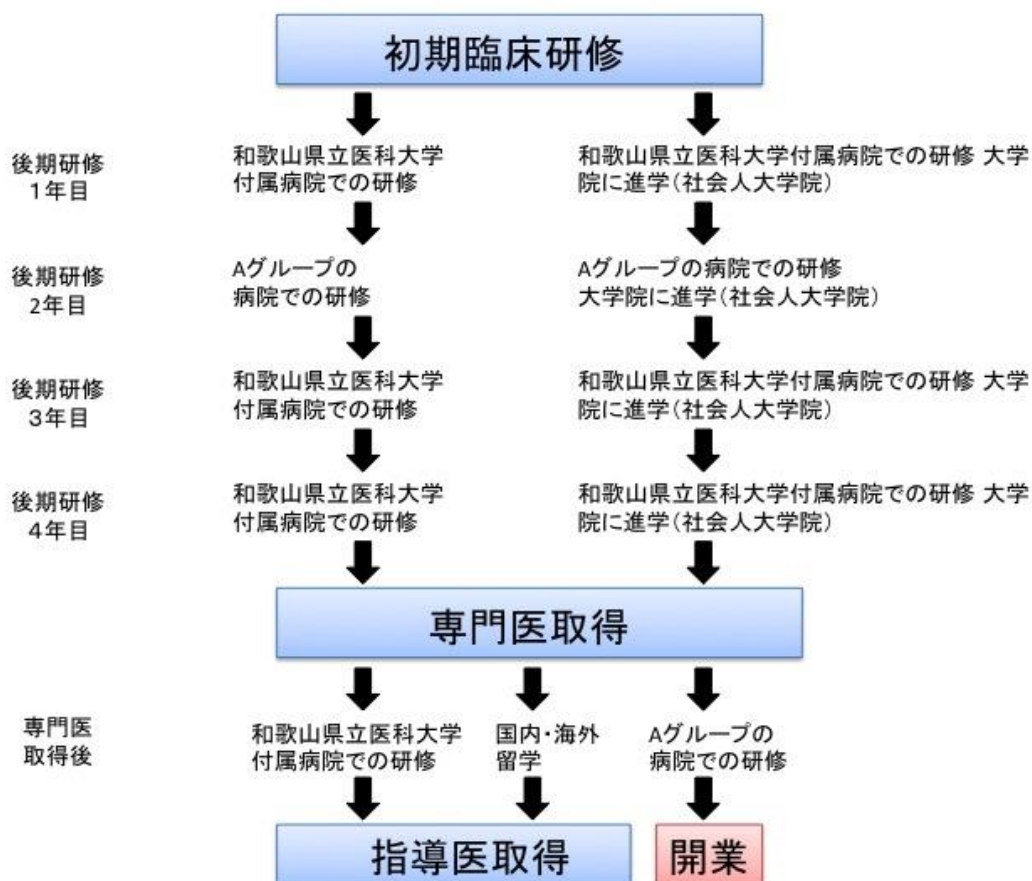 初期臨床研修
後期研修
1年目
和歌山県立医科大学
付属病院での研修
和歌山県立医科大学付属病院での研修 大学
院に進学(社会人大学院)
後期研修
2年目
Aグループの
病院での研修
Aグループの病院での研修
大学院に進学(社会人大学院)
後期研修
3年目
和歌山県立医科大学
付属病院での研修
和歌山県立医科大学付属病院での研修 大学
院に進学(社会人大学院)
後期研修
4年目
和歌山県立医科大学
付属病院での研修
和歌山県立医科大学付属病院での研修 大学
院に進学(社会人大学院)
専門医取得
専門医
取得後
和歌山県立医科大学
付属病院での研修
国内・海外
留学
Aグループの
病院での研修
指導医取得
開業